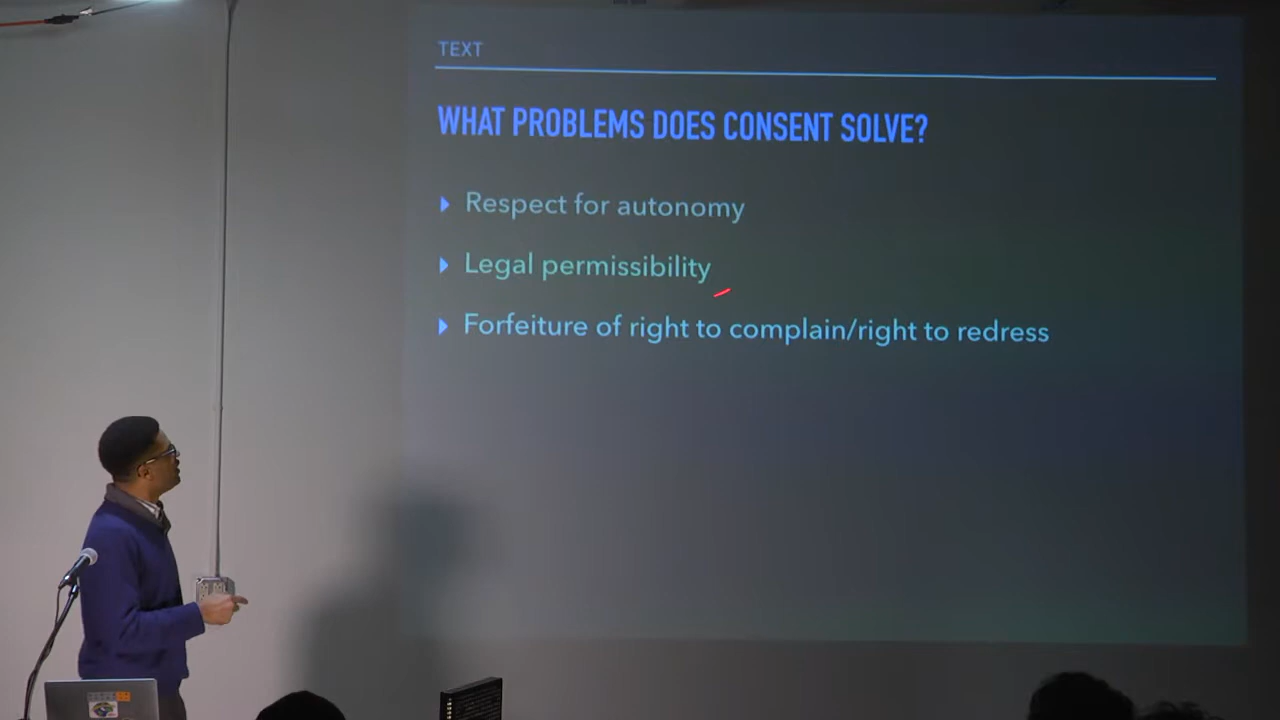 TEXT
WHAT PROBLEMS DOES CONSENT SOLVE?
Respect for autonomy
Legal permissibility
Forfeiture of right to complain/right to redress